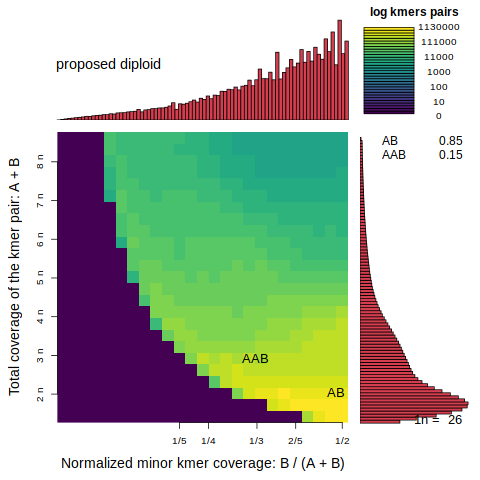 log kmers pairs
1130000
111000
11000
1000
100
10
0
proposed diploid
AB 0.85
AAB 0.15
Total coverage of the kmer pair: A + B
8 n
7 n
6 n
5 n
4 n
3 n
2 n
AAB
AB
1n = 26
1/5 1/4 1/3 2/5 1/2
Normalized minor kmer coverage: B / (A + B)